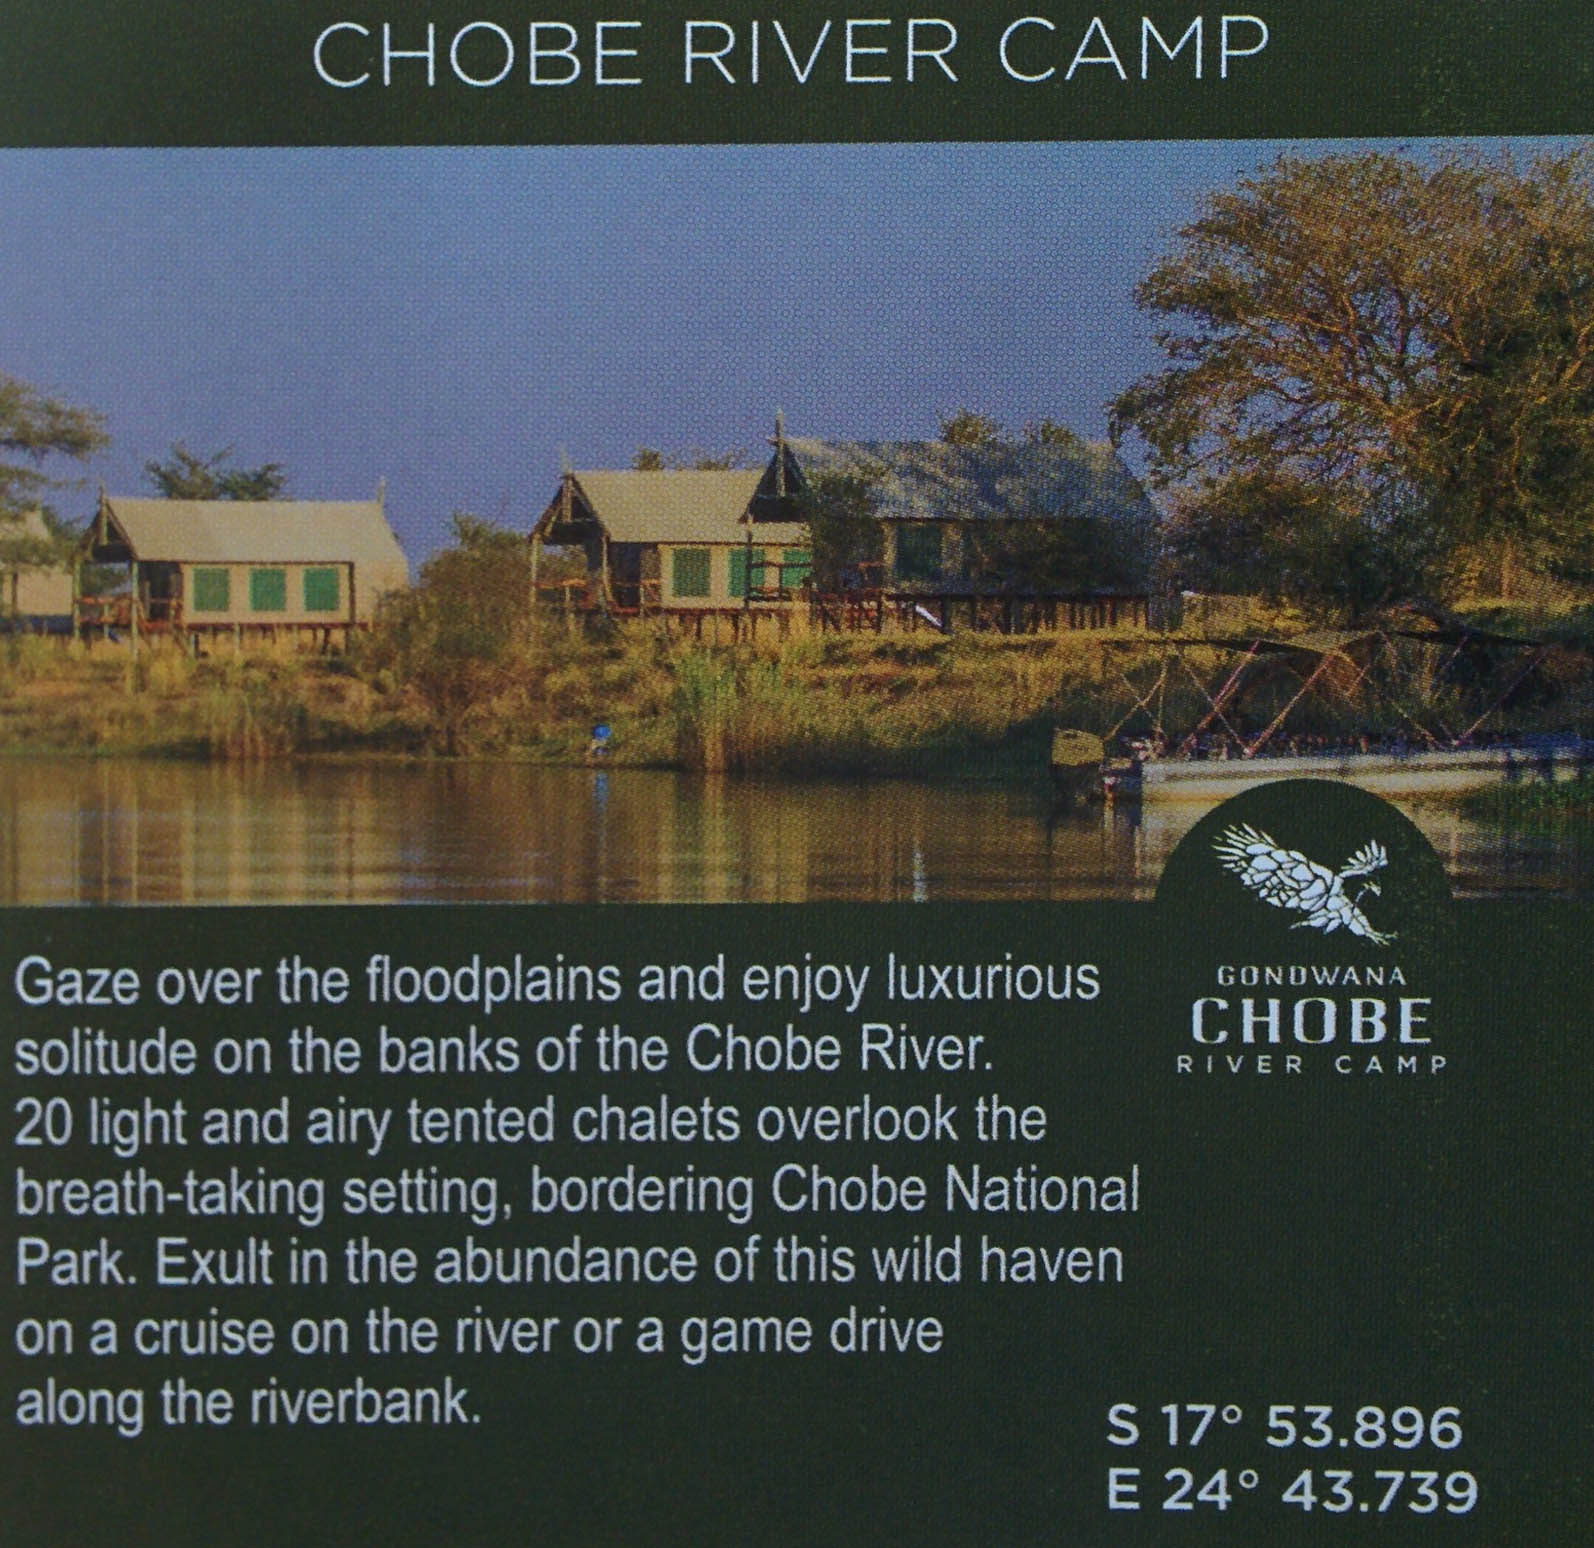 CHOBE RIVER CAMP
GONDWANA
CHOBE
RIVER CAMP
Gaze over the floodplains and enjoy luxurious
solitude on the banks of the Chobe River.
20 light and airy tented chalets overlook the
breath-taking setting, bordering Chobe National
Park. Exult in the abundance of this wild haven
on a cruise on the river or a game drive
along the riverbank.
S 17° 53.896
E 24° 43.739